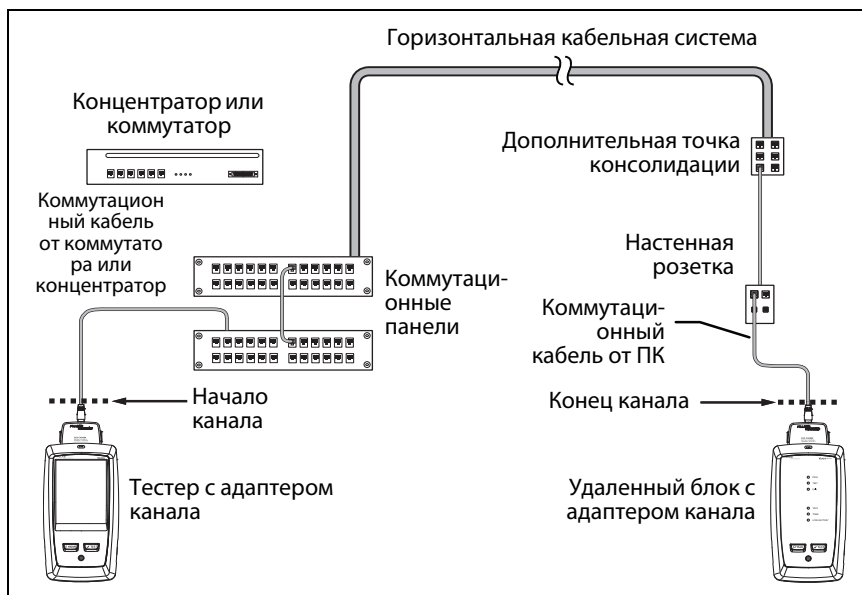 Горизонтальная кабельная система
Концентратор или
коммутатор
Дополнительная точка
консолидации
Коммутацион
ный кабель
от коммутато
ра или
концентратор
Коммутаци-
онные
панели
Настенная
розетка
Коммутаци-
онный
кабель от ПК
Начало
канала
Конец канала
Тестер с адаптером
канала
Удаленный блок с
адаптером канала